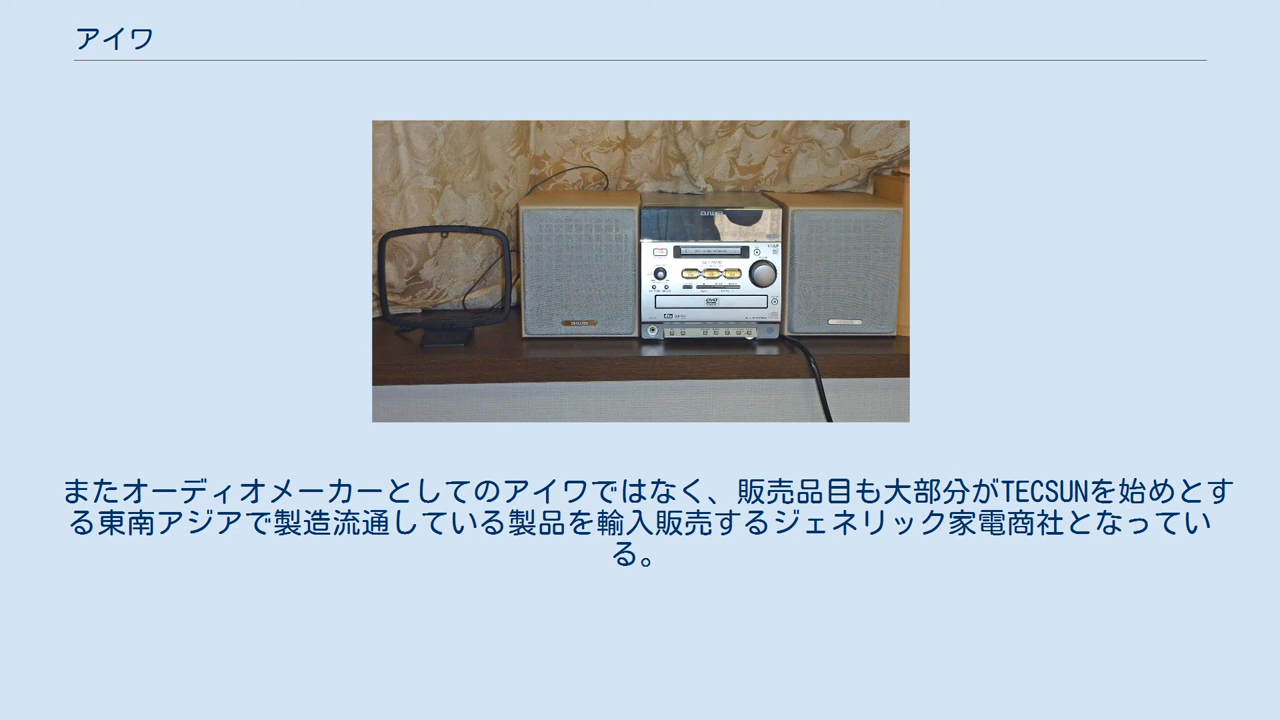 アイワ
aiwa
DVD
aiwa
dts
またオーディオメーカーとしてのアイワではなく、販売品目も大部分がTECSUNを始めとす
る東南アジアで製造流通している製品を輸入販売するジェネリック家電商社となってい
る。